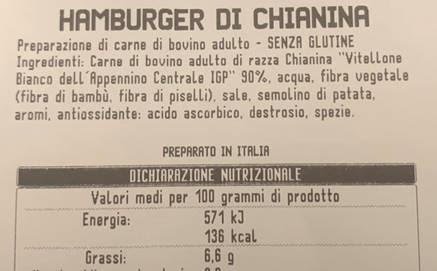 HAMBURGER DI CHIANINA
Preparazione di carne di bovino adulto - SENZA GLUTINE
Ingredienti: Carne di bovino adulto di razza Chianina "Vitellone
Bianco dell'Appennino Centrale IGP" 90%, acqua, fibra vegetale
(fibra di bambù, fibra di piselli), sale, semolino di patata,
aromi, antiossidante: acido ascorbico, destrosio, spezie.
PREPARATO IN ITALIA
DICHIARAZIONE NUTRIZIONALE
Valori medi per 100 grammi di prodotto
Energia: 571 kJ
136 kcal
Grassi: 6,6 g